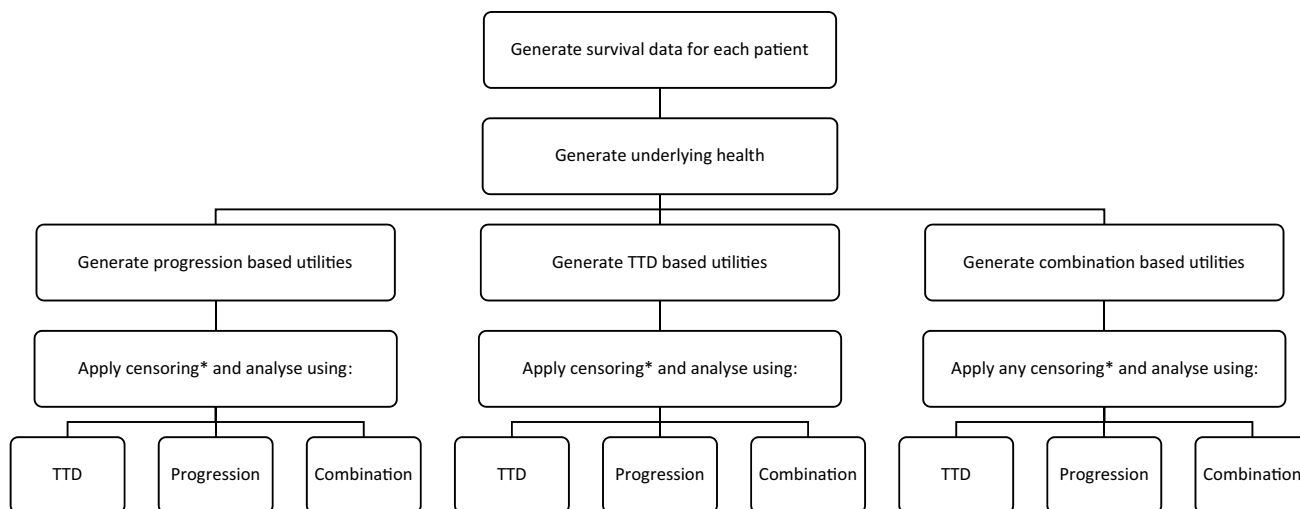 Generate survival data for each patient
Generate underlying health
Generate progression based utilities
Generate TTD based utilities
Generate combination based utilities
Apply censoring* and analyse using:
Apply censoring* and analyse using:
Apply any censoring* and analyse using:
TTD
Progression
Combination
TTD
Progression
Combination
TTD
Progression
Combination